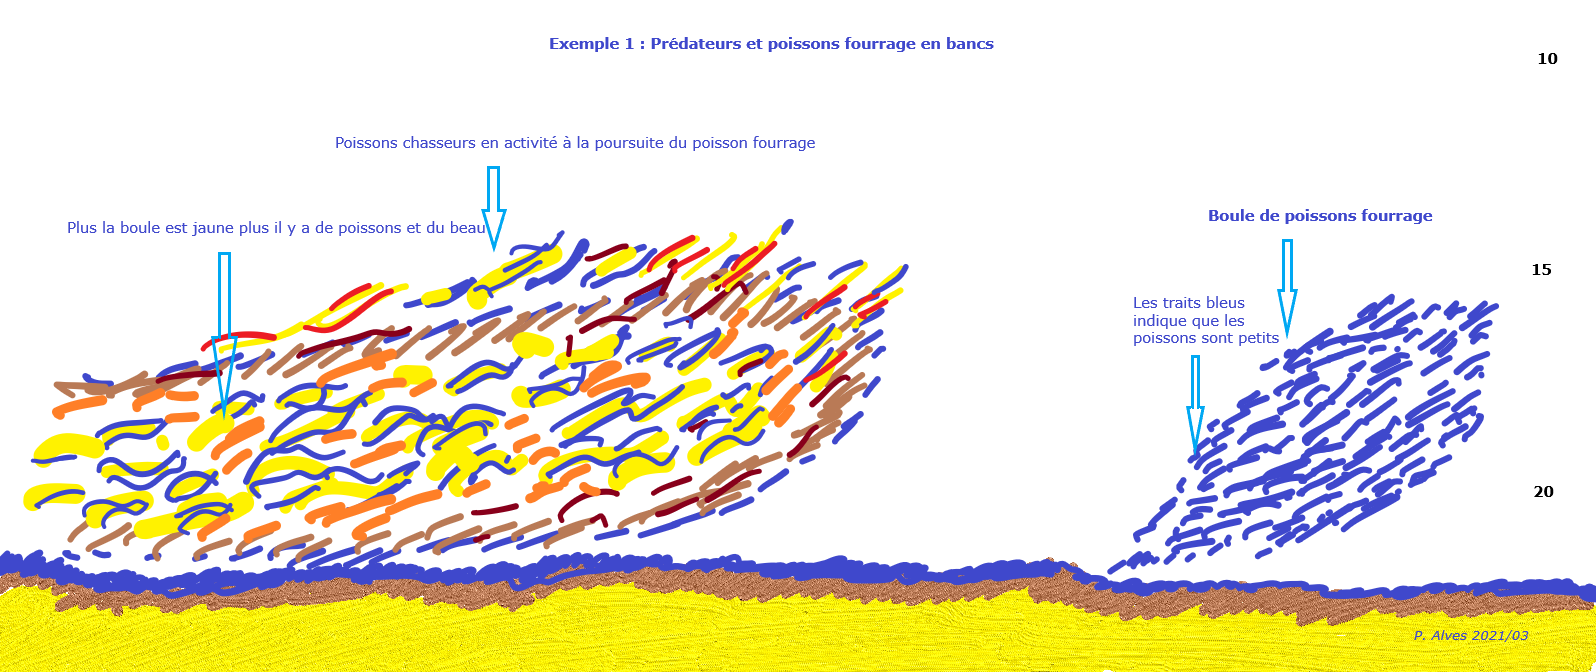 Exemple 1 : Prédateurs et poissons fourrage en bancs
10
Poissons chasseurs en activité à la poursuite du poisson fourrage
Plus la boule est jaune plus il y a de poissons et du beau
Boule de poissons fourrage
15
Les traits bleus
indique que les
poissons sont petits
20
P. Alves 2021/03